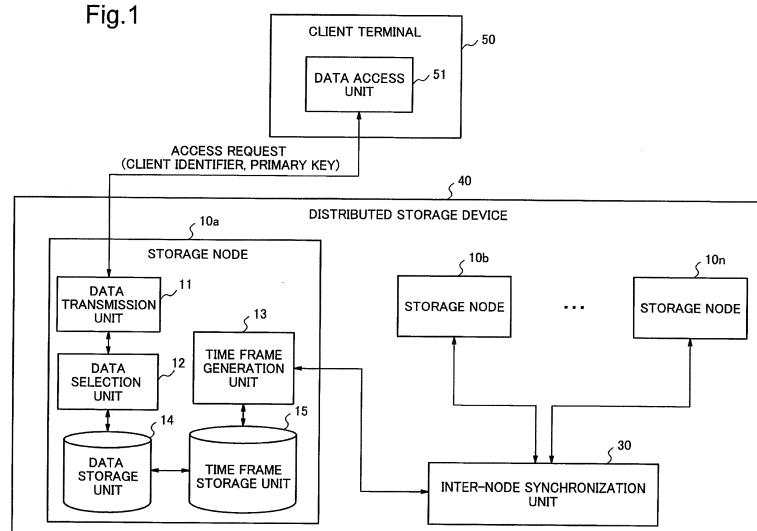 Fig.1
CLIENT TERMINAL
50
DATA ACCESS
UNIT
51
ACCESS REQUEST
(CLIENT IDENTIFIER, PRIMARY KEY)
40
DISTRIBUTED STORAGE DEVICE
10a
STORAGE NODE
DATA
TRANSMISSION
UNIT
11
13
TIME FRAME
GENERATION
UNIT
DATA
SELECTION
UNIT
12
14
DATA
STORAGE
UNIT
15
TIME FRAME
STORAGE UNIT
10b
STORAGE NODE
...
10n
STORAGE NODE
30
INTER-NODE SYNCHRONIZATION
UNIT